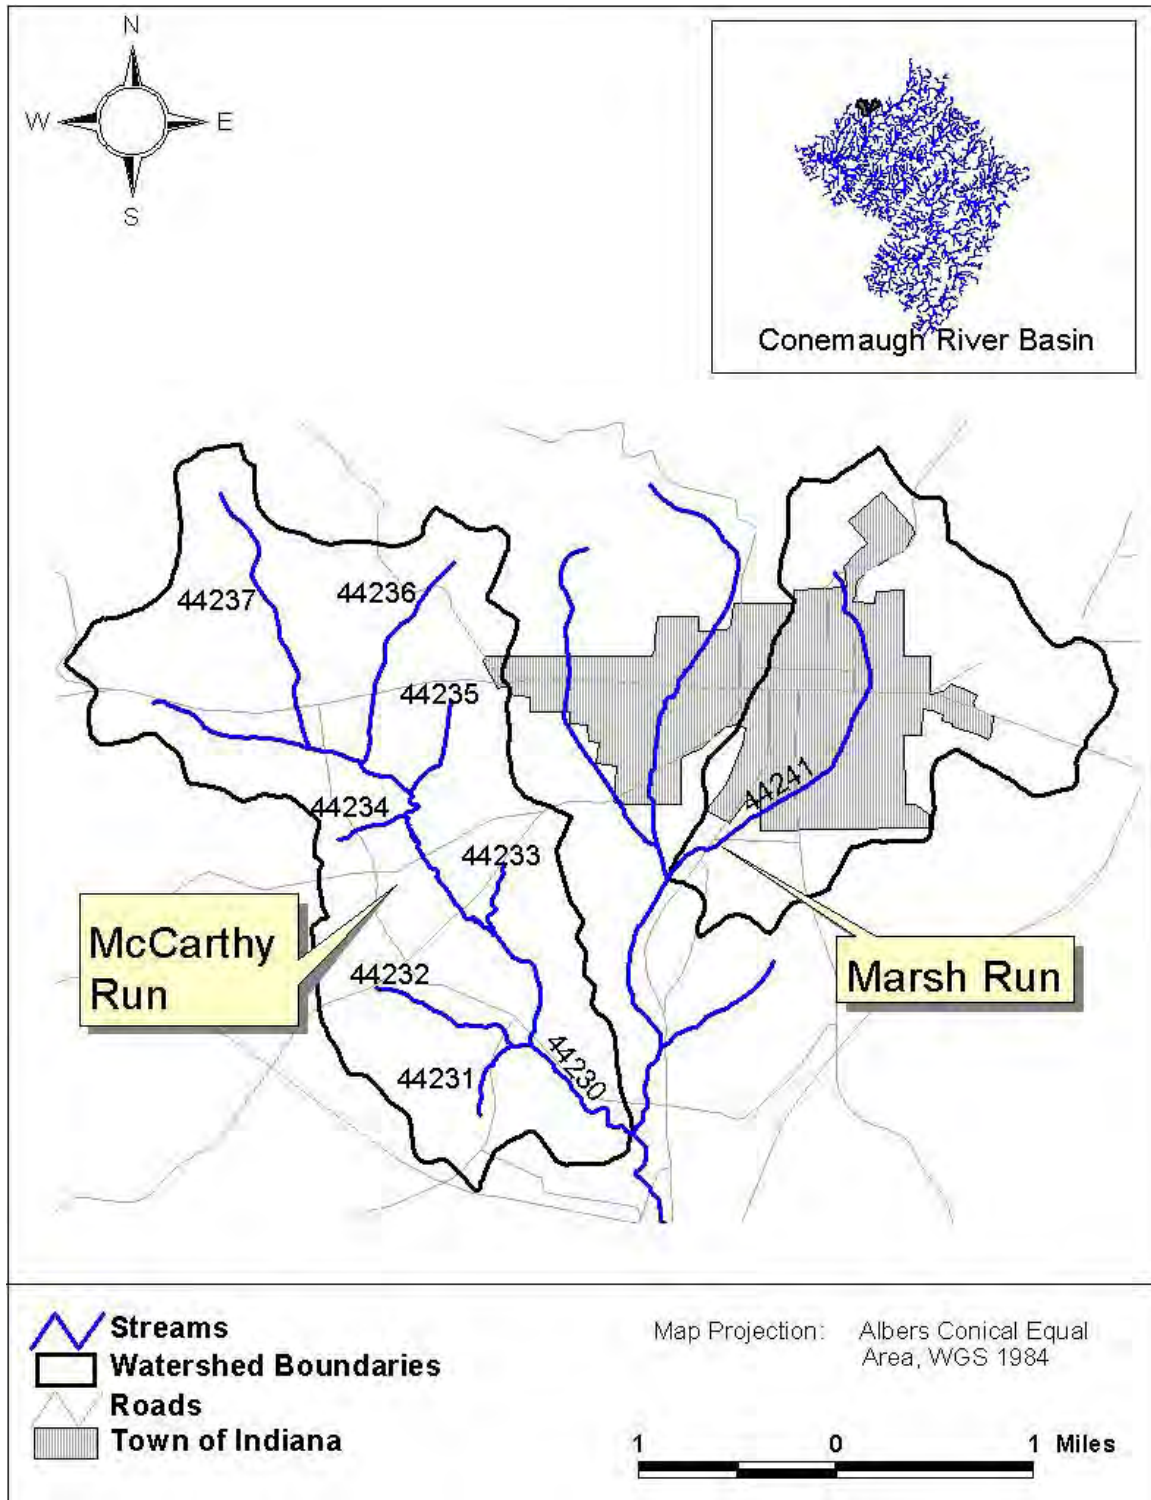 N
W E
S
Conemaugh River Basin
44237
44236
44235
44234
44241
44233
McCarthy
Run
44232
Marsh Run
44231
44230
Streams
Watershed Boundaries
Roads
Town of Indiana
Map Projection: Albers Conical Equal
Area, WGS 1984
1 0 1 Miles